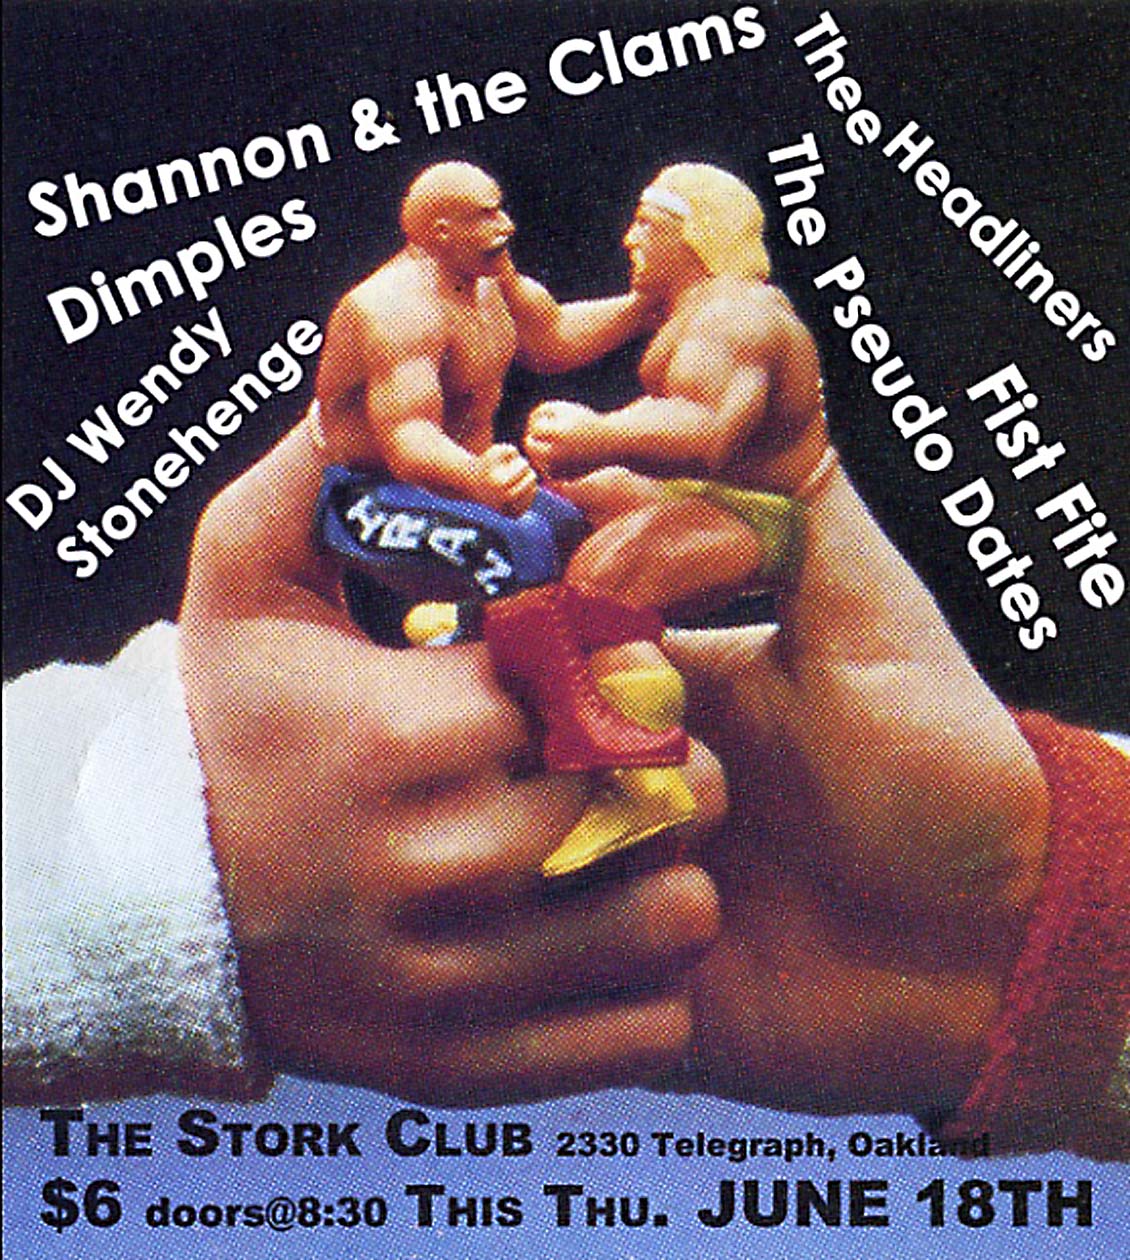 Shannon & the Clams
Dimples
DJ Wendy
Stonehenge
Thee Headliners
The Pseudo Dates
Fist Fite
IRAN
THE STORK CLUB 2330 Telegraph, Oakland
$6 doors@8:30 THIS THU. JUNE 18TH